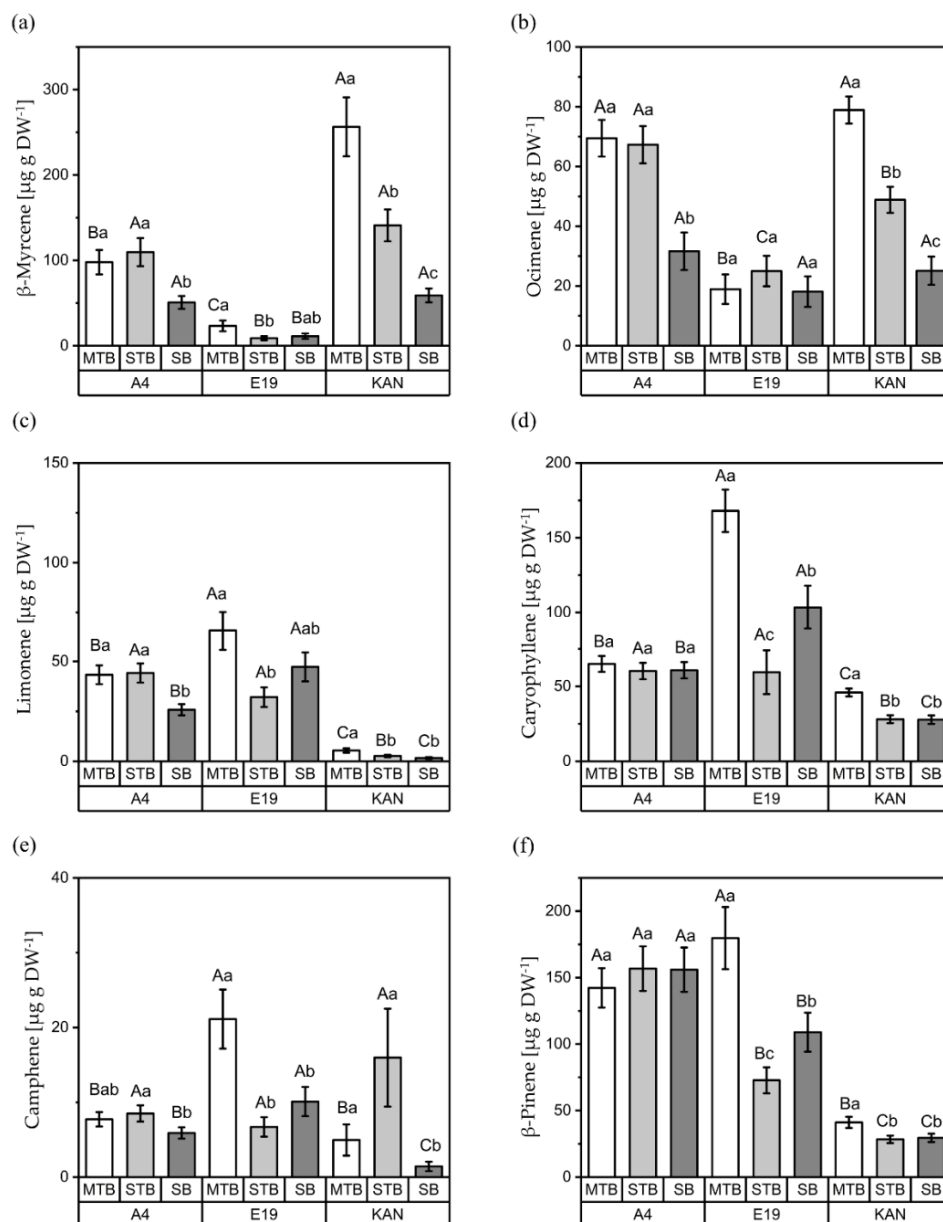 (a)
β-Myrcene [µg g DW⁻¹]
300
200
100
0
Ba Aa Ab Ca Bb Bab Aa Ab Ac
MTB STB SB MTB STB SB MTB STB SB
A4 E19 KAN
(b)
Ocimene [µg g DW⁻¹]
100
80
60
40
20
0
Aa Aa Ab Ba Ca Aa Aa Bb Ac
MTB STB SB MTB STB SB MTB STB SB
A4 E19 KAN
(c)
Limonene [µg g DW⁻¹]
150
100
50
0
Ba Aa Bb Aa Ab Aab Ca Bb Cb
MTB STB SB MTB STB SB MTB STB SB
A4 E19 KAN
(d)
Caryophyllene [µg g DW⁻¹]
200
150
100
50
0
Ba Aa Ba Aa Ac Ab Ca Bb Cb
MTB STB SB MTB STB SB MTB STB SB
A4 E19 KAN
(e)
Camphene [µg g DW⁻¹]
40
20
0
Bab Aa Bb Aa Ab Ab Ba Aa Cb
MTB STB SB MTB STB SB MTB STB SB
A4 E19 KAN
(f)
β-Pinene [µg g DW⁻¹]
200
150
100
50
0
Aa Aa Aa Aa Bc Bb Ba Cb Cb
MTB STB SB MTB STB SB MTB STB SB
A4 E19 KAN